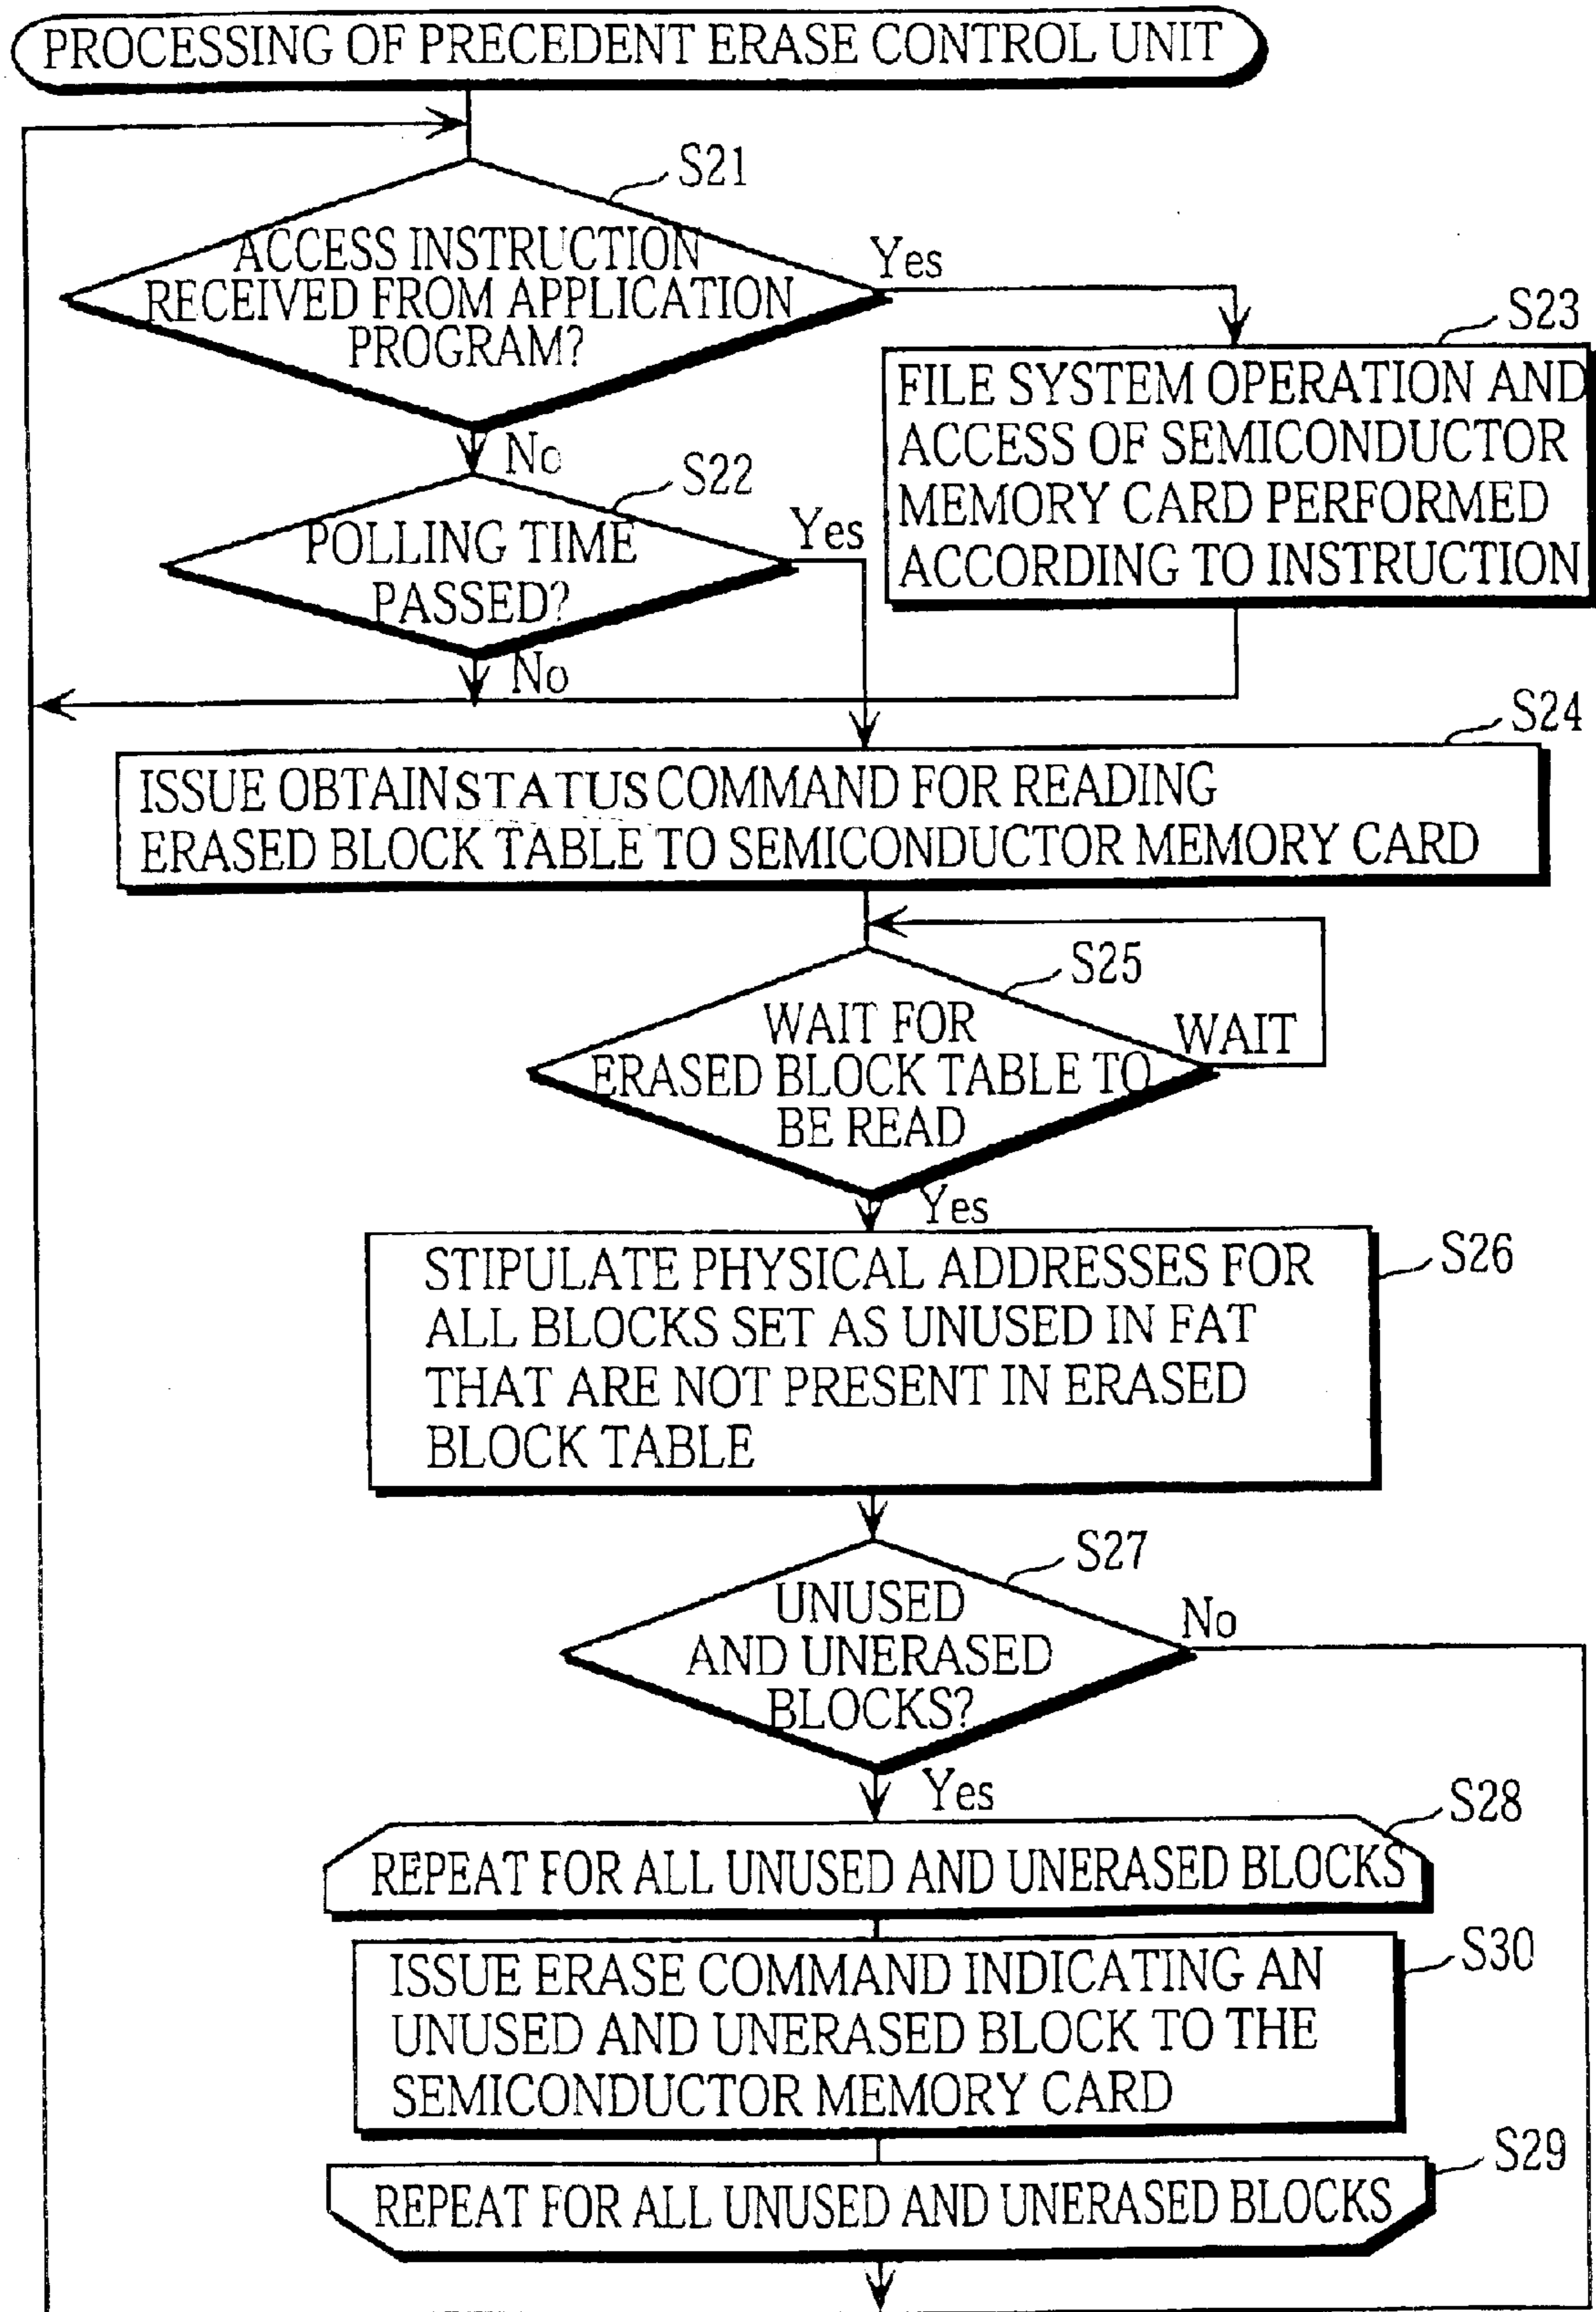 PROCESSING OF PRECEDENT ERASE CONTROL UNIT
S21
ACCESS INSTRUCTION
RECEIVED FROM APPLICATION
PROGRAM?
Yes
No
S23
FILE SYSTEM OPERATION AND
ACCESS OF SEMICONDUCTOR
MEMORY CARD PERFORMED
ACCORDING TO INSTRUCTION
S22
POLLING TIME
PASSED?
Yes
No
S24
ISSUE OBTAIN STATUS COMMAND FOR READING
ERASED BLOCK TABLE TO SEMICONDUCTOR MEMORY CARD
S25
WAIT FOR
ERASED BLOCK TABLE TO
BE READ
WAIT
Yes
S26
STIPULATE PHYSICAL ADDRESSES FOR
ALL BLOCKS SET AS UNUSED IN FAT
THAT ARE NOT PRESENT IN ERASED
BLOCK TABLE
S27
UNUSED
AND UNERASED
BLOCKS?
No
Yes
S28
REPEAT FOR ALL UNUSED AND UNERASED BLOCKS
S30
ISSUE ERASE COMMAND INDICATING AN
UNUSED AND UNERASED BLOCK TO THE
SEMICONDUCTOR MEMORY CARD
S29
REPEAT FOR ALL UNUSED AND UNERASED BLOCKS